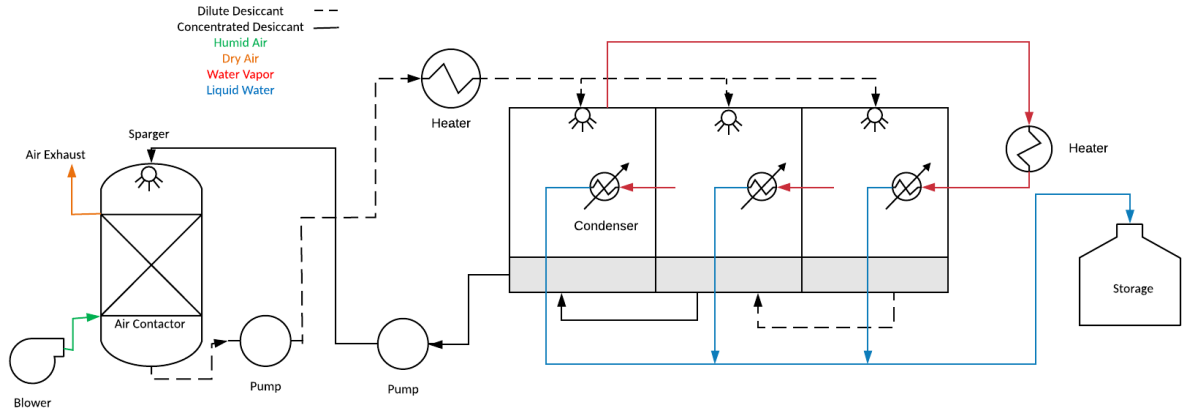 Dilute Desiccant
Concentrated Desiccant
Humid Air
Dry Air
Water Vapor
Liquid Water
Heater
Sparger
Air Exhaust
Heater
Condenser
Storage
Air Contactor
Pump
Pump
Blower